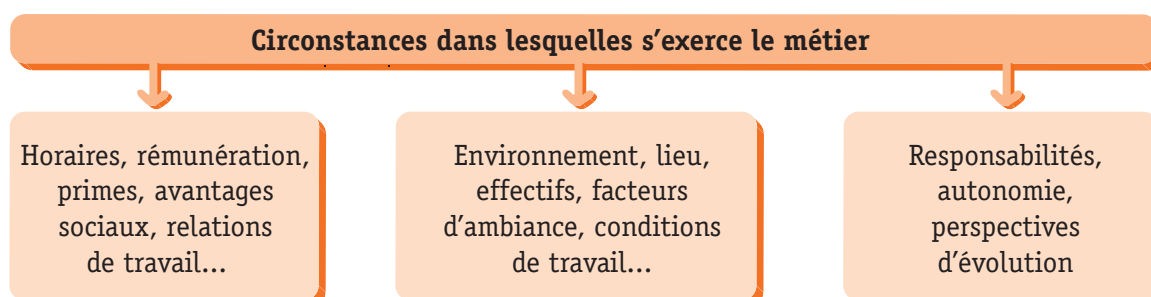 Circonstances dans lesquelles s’exerce le métier
Horaires, rémunération,
primes, avantages
sociaux, relations
de travail...
Environnement, lieu,
effectifs, facteurs
d’ambiance, conditions
de travail...
Responsabilités,
autonomie,
perspectives
d’évolution